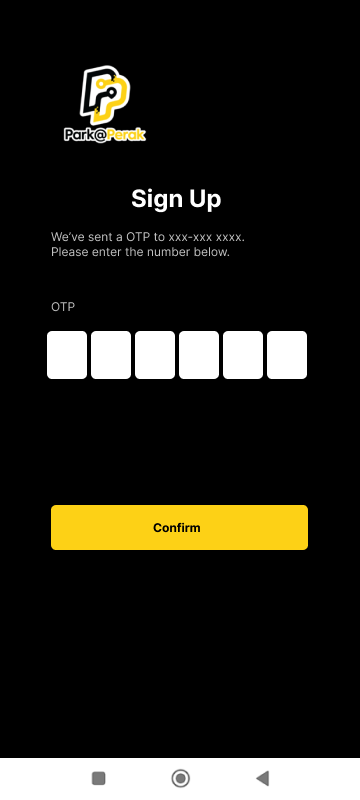 Park@Perak
Sign Up
We've sent a OTP to xxx-xxx xxxx.
Please enter the number below.
OTP
Confirm